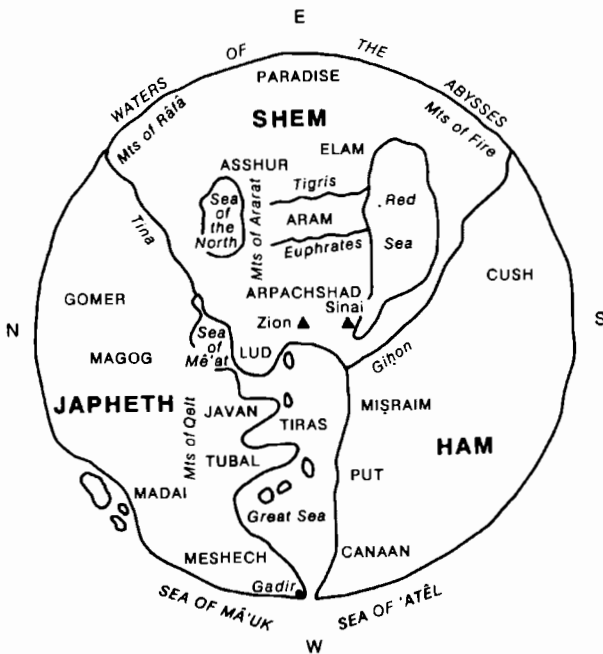 E
WATERS OF THE ABYSSES
PARADISE
Mts of Râfâ
Mts of Fire
SHEM
ELAM
ASSHUR
Tigris
Sea
of
the
North
Mts of Ararat
ARAM
Red
Sea
Euphrates
Tina
CUSH
GOMER
ARPACHSHAD
Sinai
Zion
N
S
Sea
of
Mê'at
LUD
Giḥon
MAGOG
JAPHETH
JAVAN
MIṢRAIM
Mts of Qelt
TIRAS
HAM
TUBAL
PUT
MADAI
Great Sea
MESHECH
CANAAN
Gadir
SEA OF MÂ'UK
SEA OF 'ATÊL
W